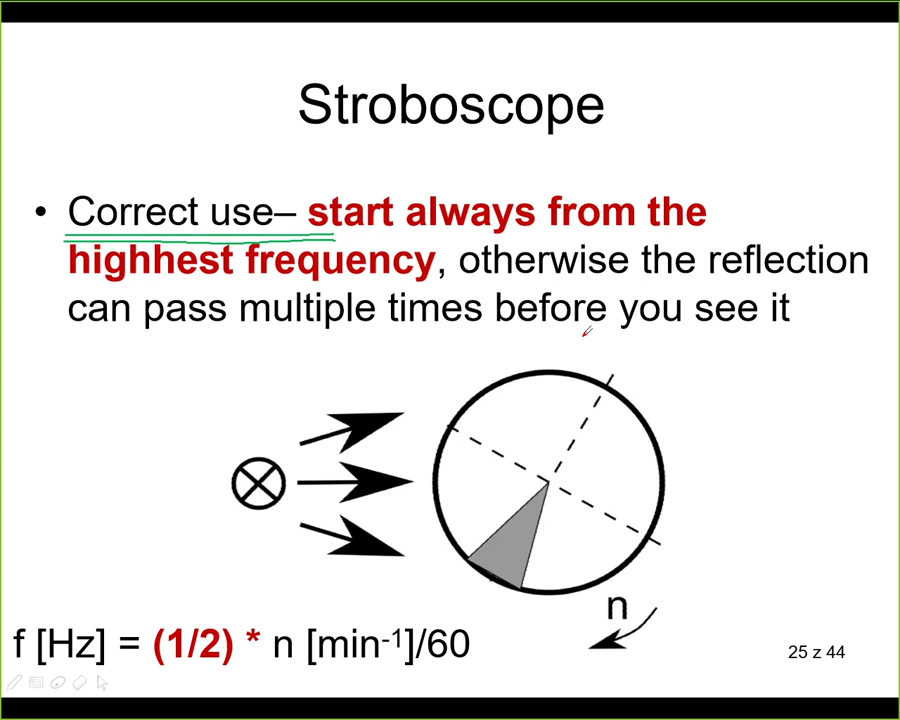 Stroboscope
• Correct use– start always from the
highhest frequency, otherwise the reflection
can pass multiple times before you see it
n
f [Hz] = (1/2) * n [min-1]/60
25 z 44